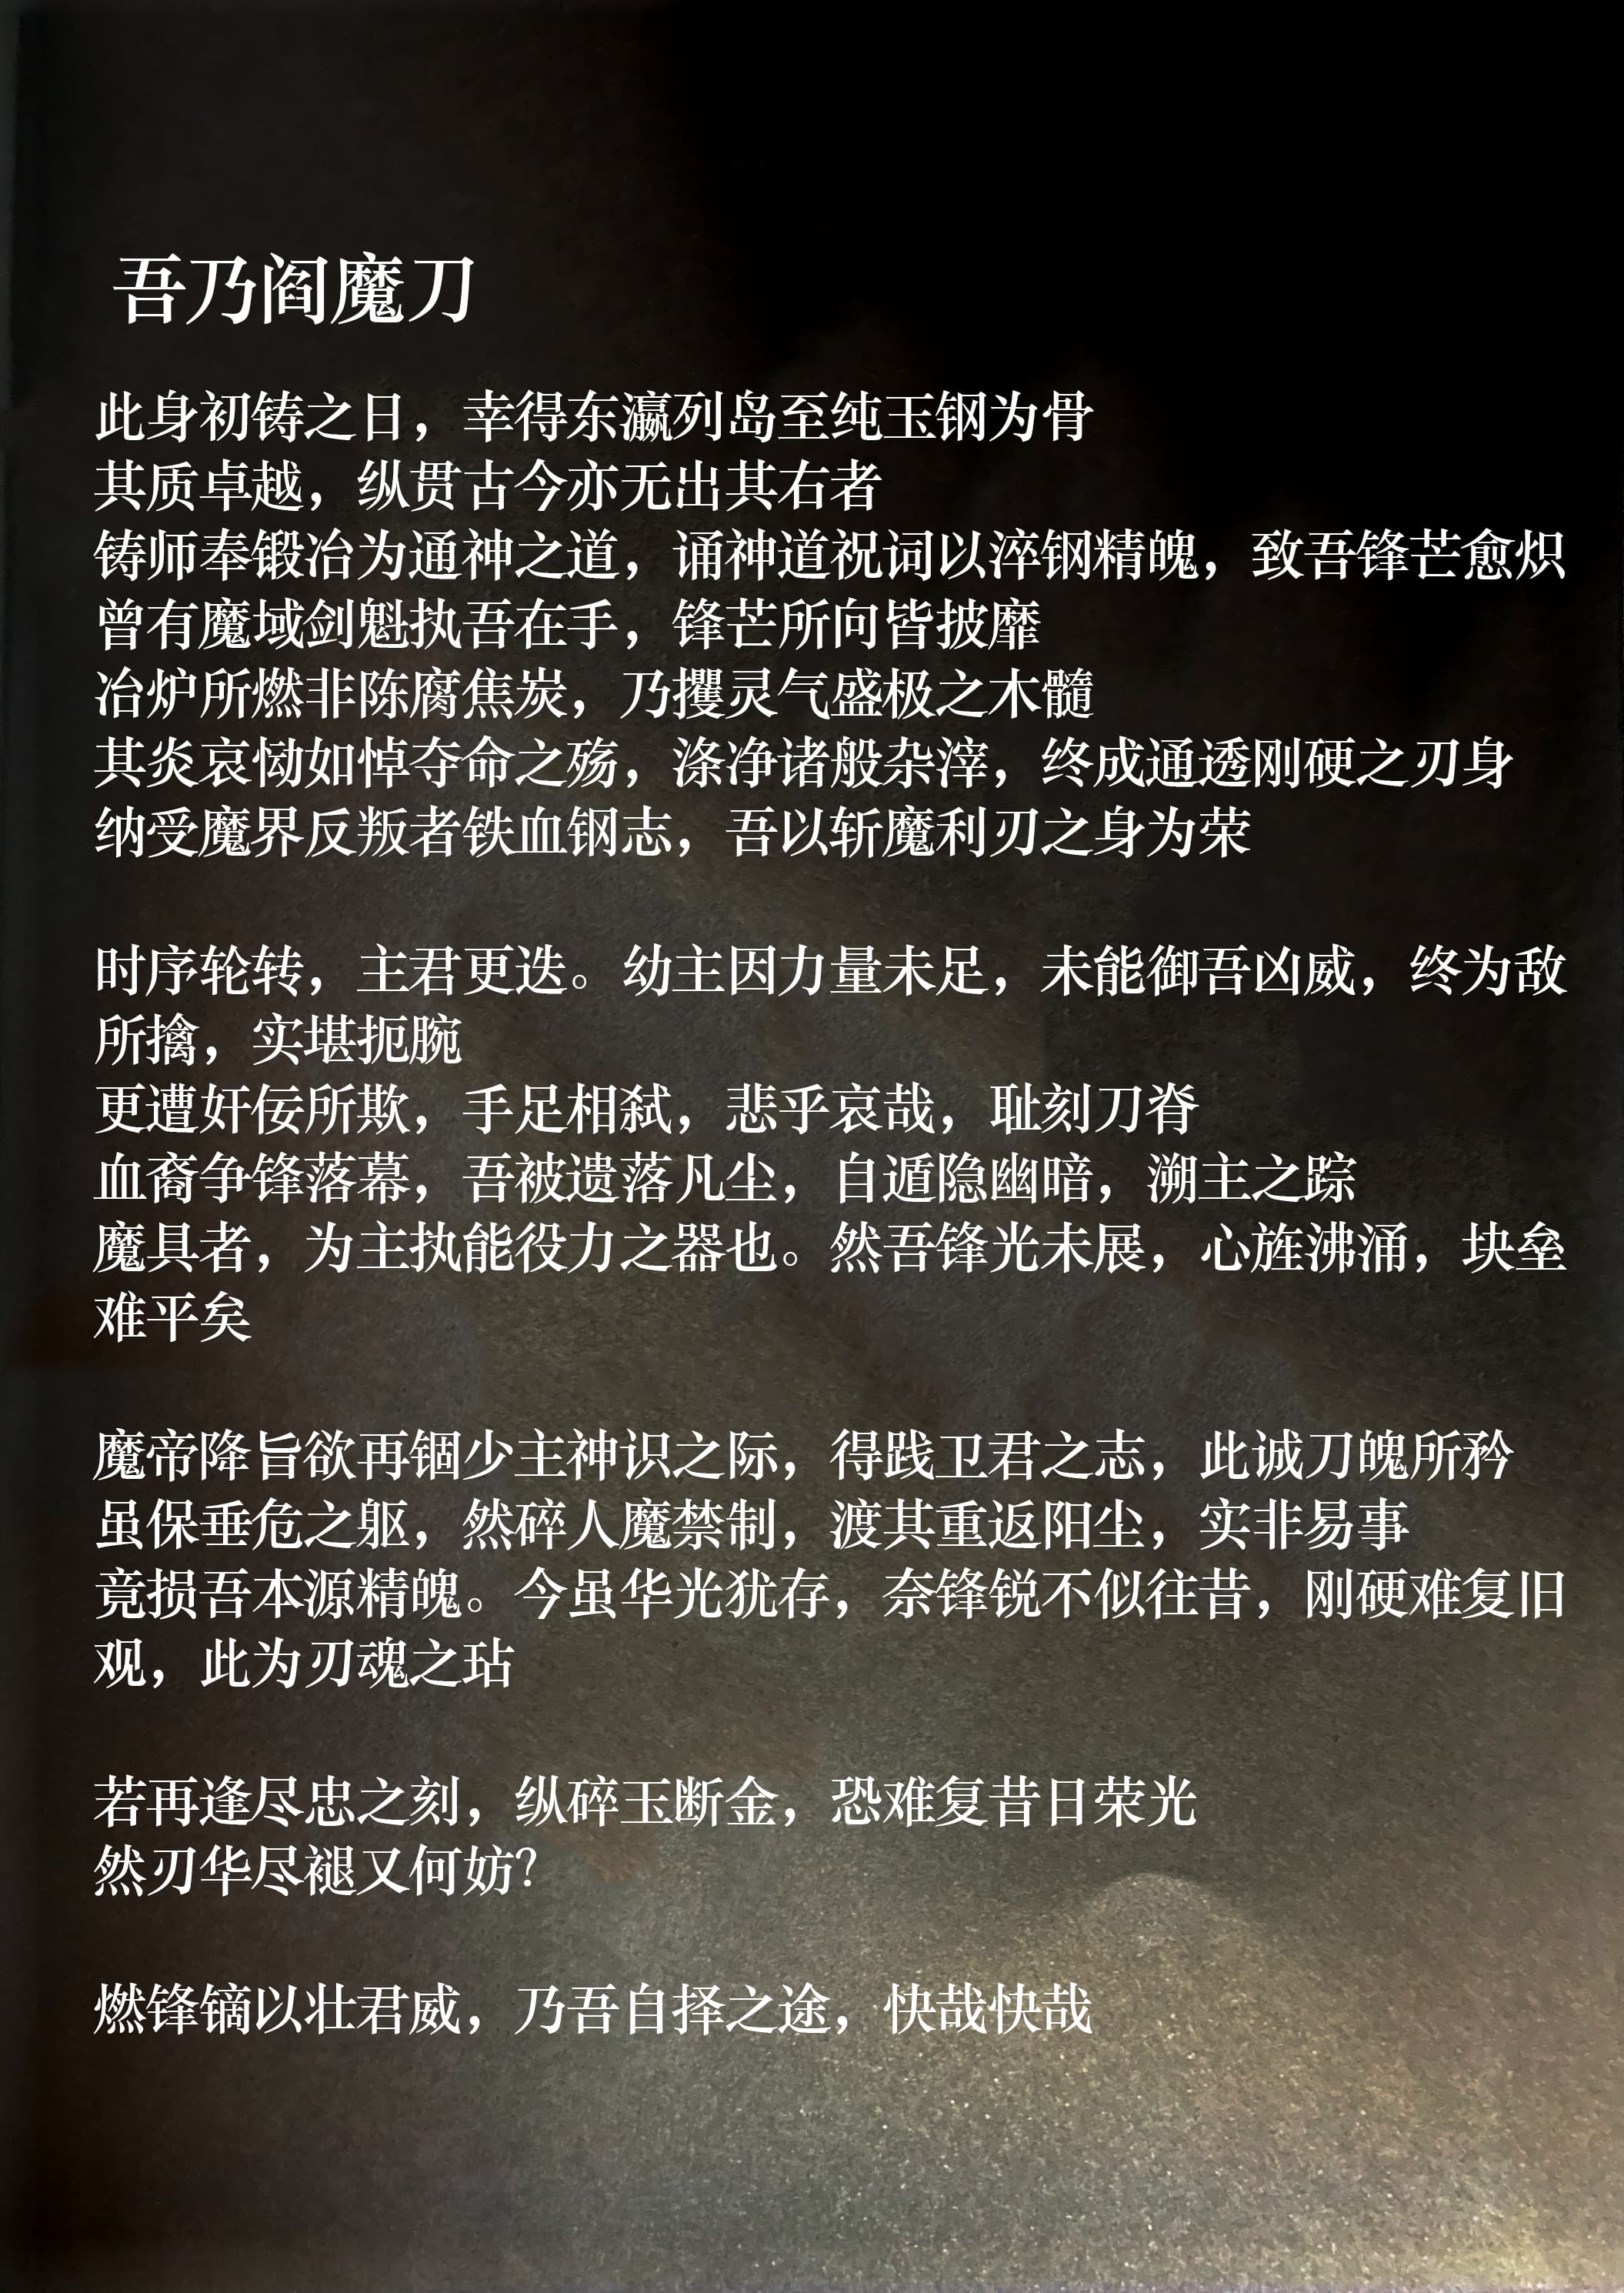 吾乃阎魔刀
此身初铸之日，幸得东瀛列岛至纯玉钢为骨
其质卓越，纵贯古今亦无出其右者
铸师奉锻冶为通神之道，诵神道祝词以淬钢精魄，致吾锋芒愈炽
曾有魔域剑魁执吾在手，锋芒所向皆披靡
冶炉所燃非陈腐焦炭，乃攫灵气盛极之木髓
其炎哀恸如悼夺命之殇，涤净诸般杂滓，终成通透刚硬之刃身
纳受魔界反叛者铁血钢志，吾以斩魔利刃之身为荣
时序轮转，主君更迭。幼主因力量未足，未能御吾凶威，终为敌
所擒，实堪扼腕
更遭奸佞所欺，手足相弑，悲乎哀哉，耻刻刀脊
血裔争锋落幕，吾被遗落凡尘，自遁隐幽暗，溯主之踪
魔具者，为主执能役力之器也。然吾锋光未展，心旌沸涌，块垒
难平矣
魔帝降旨欲再锢少主神识之际，得践卫君之志，此诚刀魄所矜
虽保垂危之躯，然碎人魔禁制，渡其重返阳尘，实非易事
竟损吾本源精魄。今虽华光犹存，奈锋锐不似往昔，刚硬难复旧
观，此为刃魂之玷
若再逢尽忠之刻，纵碎玉断金，恐难复昔日荣光
然刃华尽褪又何妨？
燃锋镝以壮君威，乃吾自择之途，快哉快哉